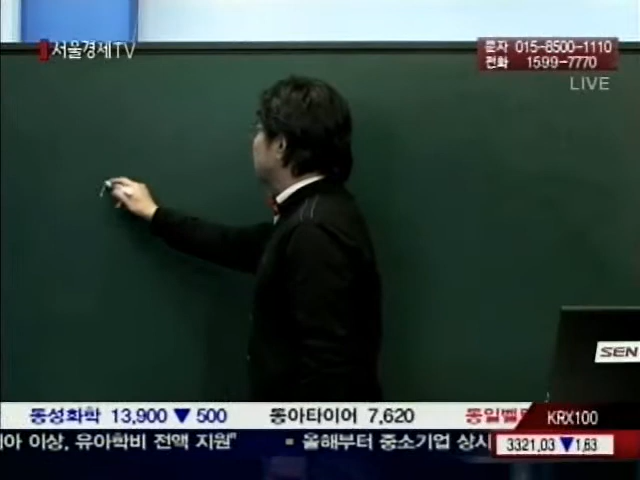 서울경제TV
문자 015-8500-1110
전화 1599-7770
LIVE
SEN
동성화학 13,900 ▼ 500 동아타이어 7,620
KRX100
아 이상, 유아학비 전액 지원" ▪ 올해부터 중소기업 상시
3321.03 ▼1.63